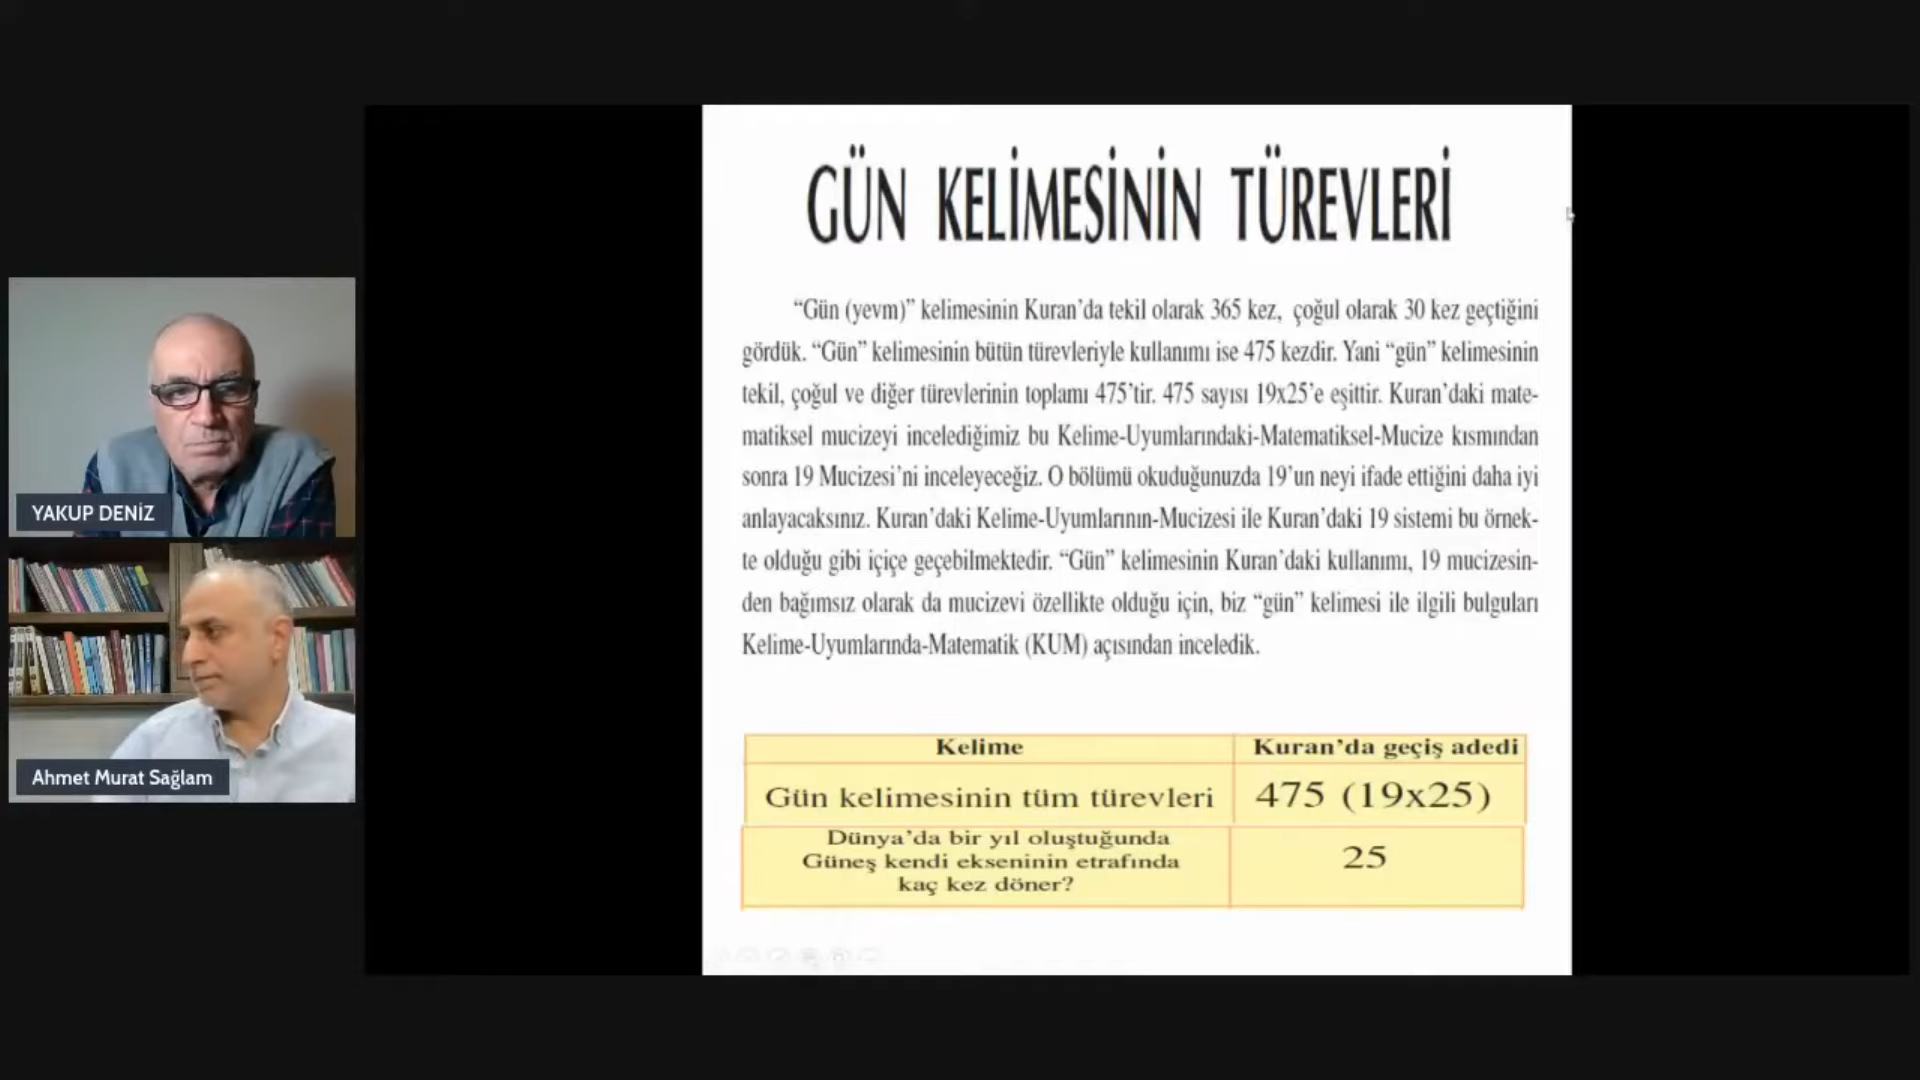 GÜN KELİMESİNİN TÜREVLERİ
“Gün (yevm)” kelimesinin Kuran’da tekil olarak 365 kez, çoğul olarak 30 kez geçtiğini
gördük. “Gün” kelimesinin bütün türevleriyle kullanımı ise 475 kezdir. Yani “gün” kelimesinin
tekil, çoğul ve diğer türevlerinin toplamı 475’tir. 475 sayısı 19x25’e eşittir. Kuran’daki mate-
matiksel mucizeyi incelediğimiz bu Kelime-Uyumlarındaki-Matematiksel-Mucize kısmından
sonra 19 Mucizesi’ni inceleyeceğiz. O bölümü okuduğunuzda 19’un neyi ifade ettiğini daha iyi
anlayacaksınız. Kuran’daki Kelime-Uyumlarının-Mucizesi ile Kuran’daki 19 sistemi bu örnek-
te olduğu gibi içiçe geçebilmektedir. “Gün” kelimesinin Kuran’daki kullanımı, 19 mucizesin-
den bağımsız olarak da mucizevi özellikte olduğu için, biz “gün” kelimesi ile ilgili bulguları
Kelime-Uyumlarında-Matematik (KUM) açısından inceledik.
Kelime Kuran’da geçiş adedi
Gün kelimesinin tüm türevleri 475 (19x25)
Dünya’da bir yıl oluştuğunda
Güneş kendi ekseninin etrafında
kaç kez döner?
25
YAKUP DENİZ
Ahmet Murat Sağlam